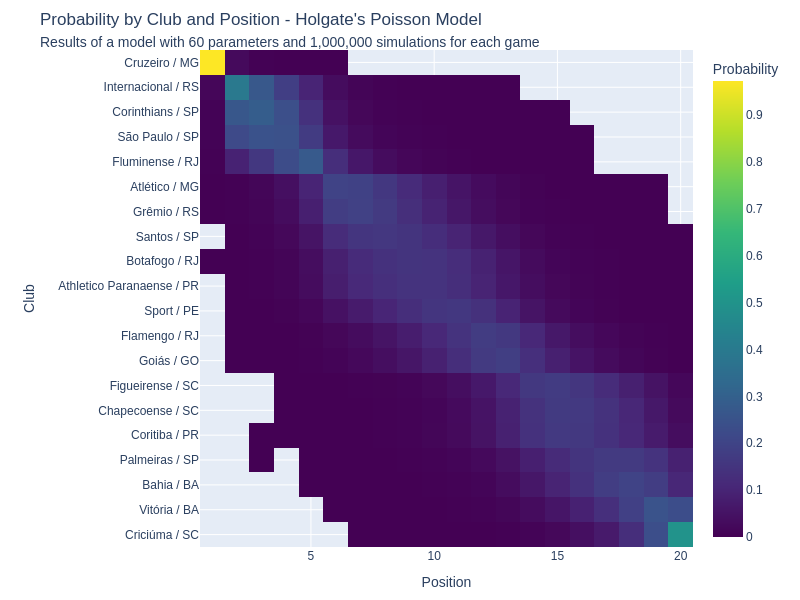 Probability by Club and Position - Holgate's Poisson Model
Results of a model with 60 parameters and 1,000,000 simulations for each game
Probability
Club
Cruzeiro / MG
Internacional / RS
Corinthians / SP
São Paulo / SP
Fluminense / RJ
Atlético / MG
Grêmio / RS
Santos / SP
Botafogo / RJ
Athletico Paranaense / PR
Sport / PE
Flamengo / RJ
Goiás / GO
Figueirense / SC
Chapecoense / SC
Coritiba / PR
Palmeiras / SP
Bahia / BA
Vitória / BA
Criciúma / SC
0.9
0.8
0.7
0.6
0.5
0.4
0.3
0.2
0.1
0
5
10
15
20
Position